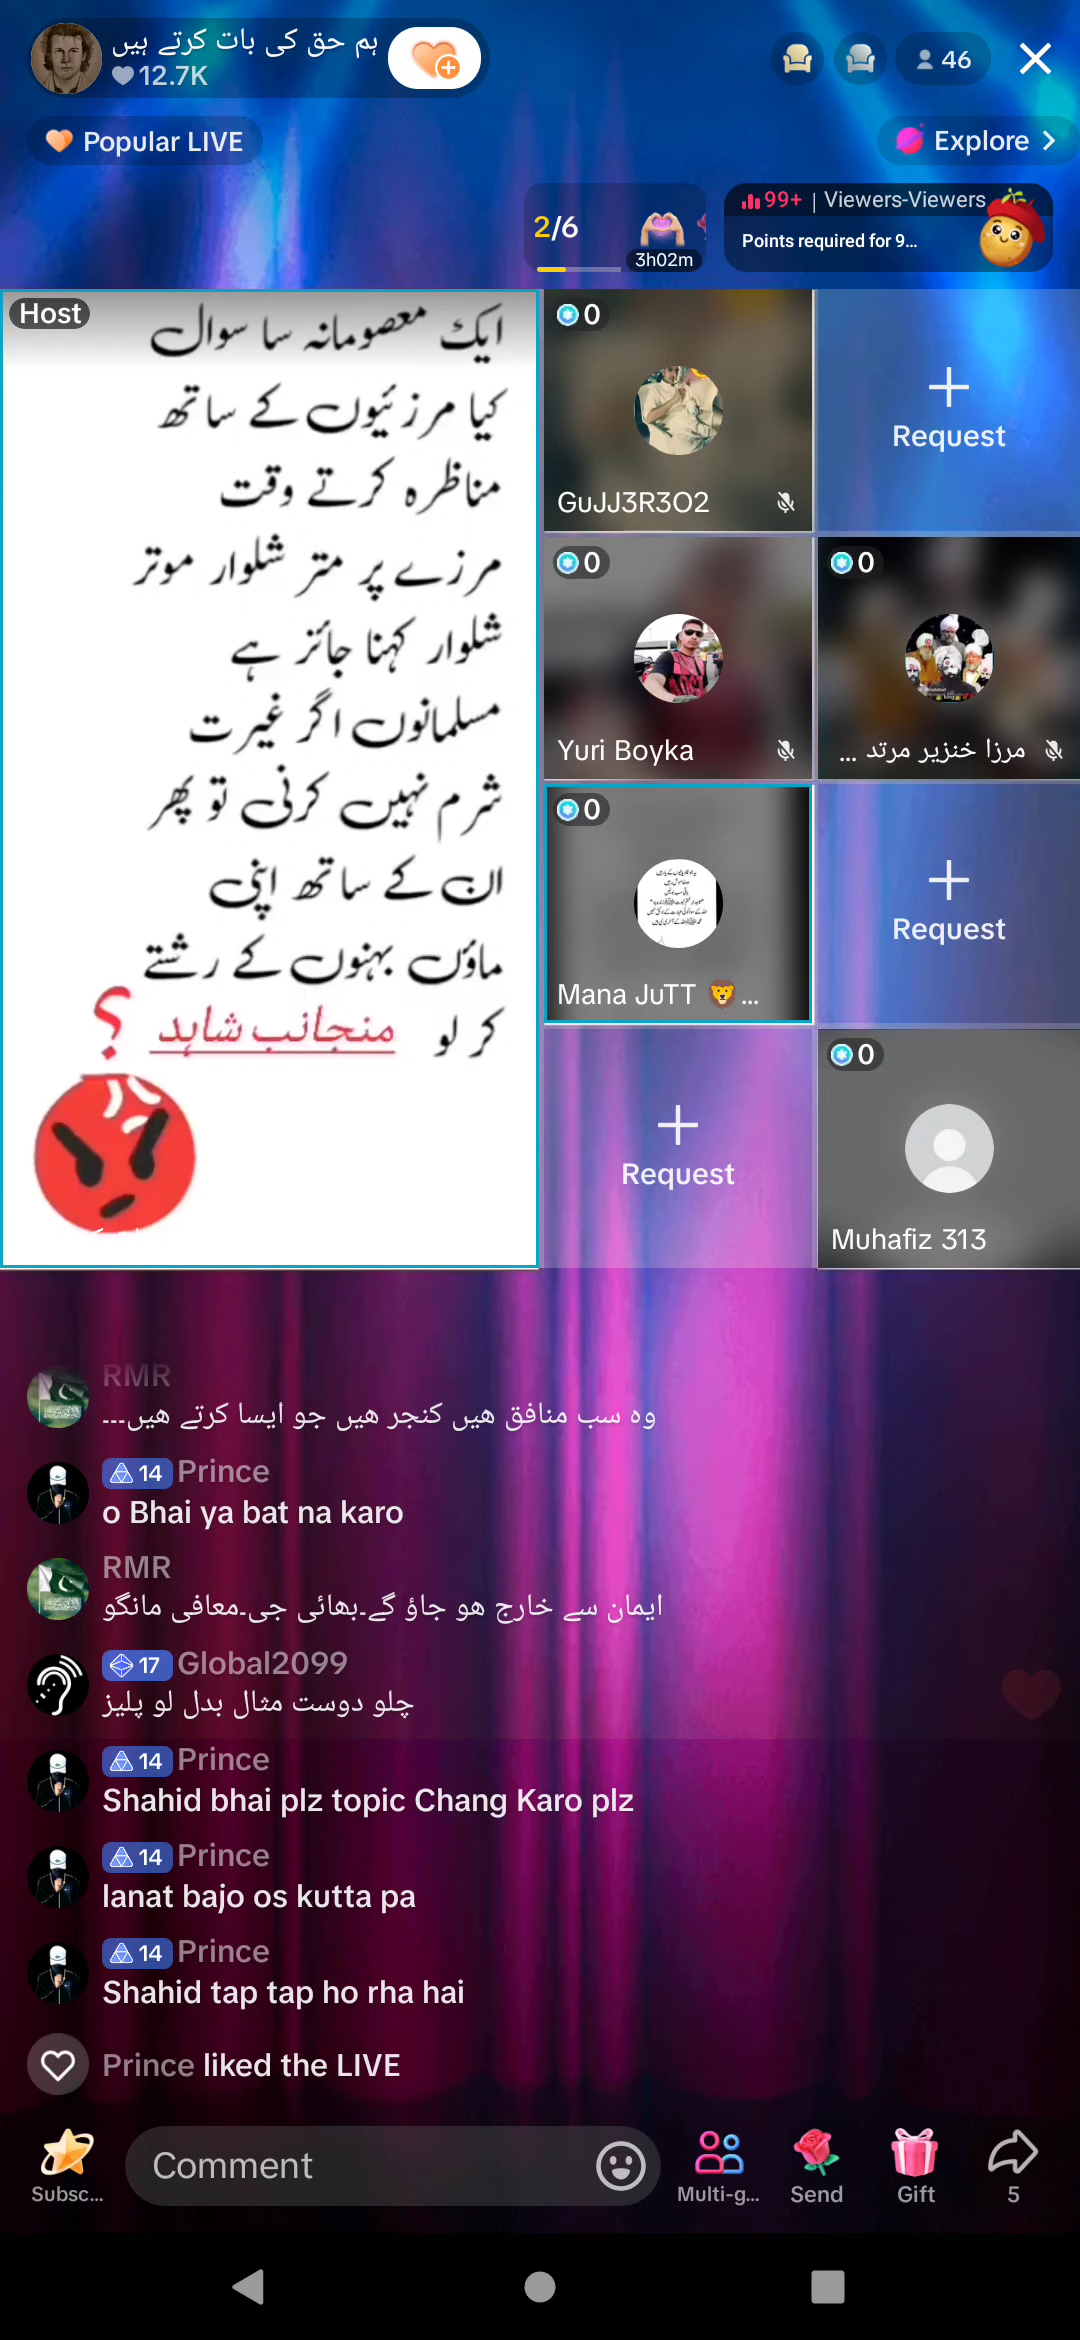 ہم حق کی بات کرتے ہیں
12.7K
46
Popular LIVE
Explore
2/6
3h02m
99+ | Viewers-Viewers
Points required for 9...
Host
ایک معصومانہ سا سوال
کیا مرزئیوں کے ساتھ
مناظرہ کرتے وقت
مرزے پر متر شلوار موتر
شلوار کہنا جائز ہے
مسلمانوں اگر غیرت
شرم نہیں کرنی تو پھر
ان کے ساتھ اپنی
ماؤں بہنوں کے رشتے
کر لو منجانب شاہد ؟
0
GuJJ3R3O2
Request
0
Yuri Boyka
0
مرزا خنزیر مرتد ...
0
Mana JuTT 🦁...
Request
Request
0
Muhafiz 313
RMR
وہ سب منافق ھیں کنجر ھیں جو ایسا کرتے ھیں۔۔۔
14 Prince
o Bhai ya bat na karo
RMR
ایمان سے خارج ھو جاؤ گے۔بھائی جی۔معافی مانگو
17 Global2099
چلو دوست مثال بدل لو پلیز
14 Prince
Shahid bhai plz topic Chang Karo plz
14 Prince
lanat bajo os kutta pa
14 Prince
Shahid tap tap ho rha hai
Prince liked the LIVE
Subsc...
Comment
Multi-g...
Send
Gift
5